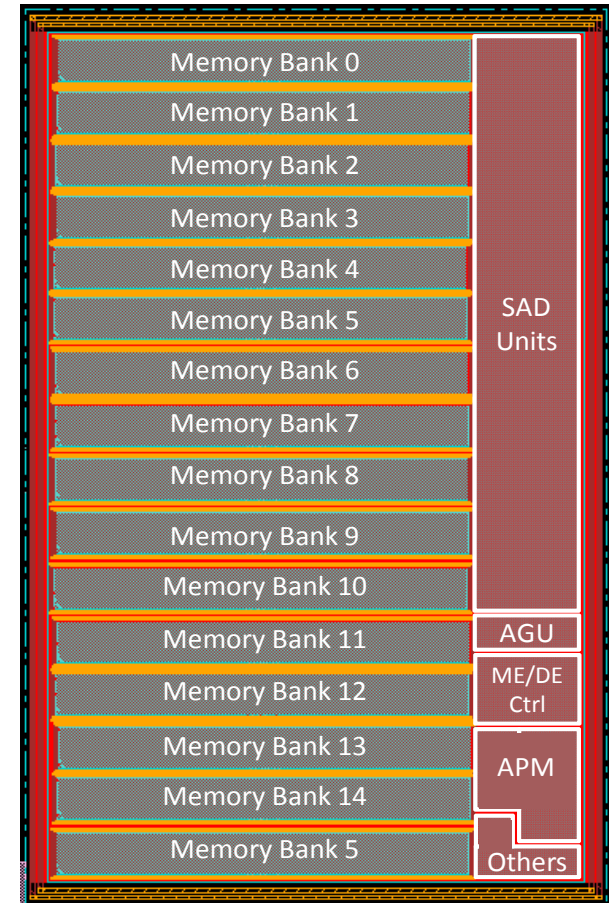 Memory Bank 0
Memory Bank 1
Memory Bank 2
Memory Bank 3
Memory Bank 4
Memory Bank 5
Memory Bank 6
Memory Bank 7
Memory Bank 8
Memory Bank 9
Memory Bank 10
Memory Bank 11
Memory Bank 12
Memory Bank 13
Memory Bank 14
Memory Bank 5
SAD
Units
AGU
ME/DE
Ctrl
APM
Others